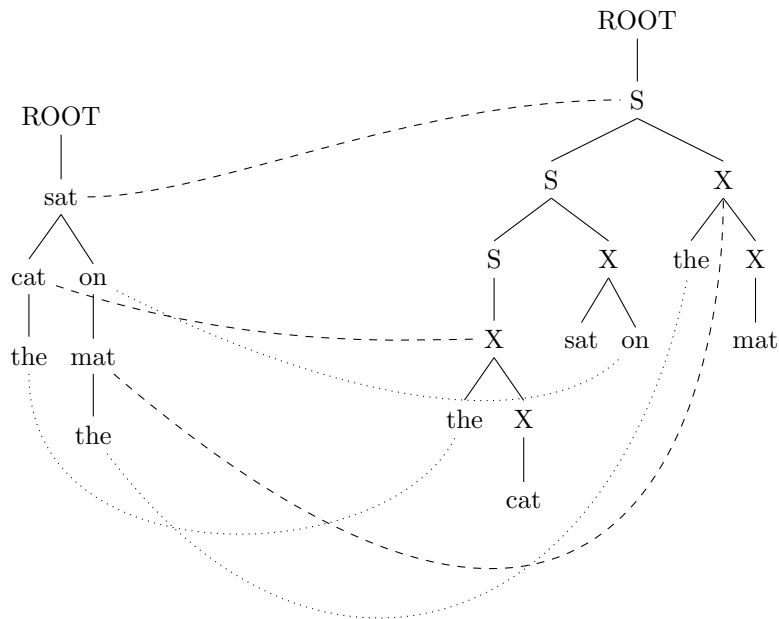 ROOT
sat
cat on
the mat
the
ROOT
S
S X
S X the X
X sat on mat
the X
cat